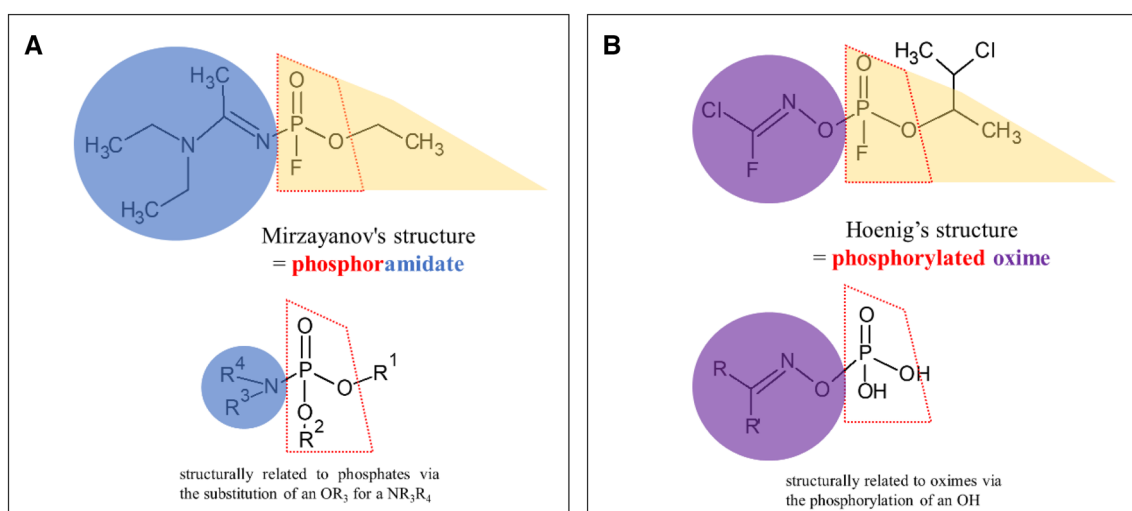 A
H₃C
CH₃
N
N
O
P
F
O
H₃C
H₃C
Mirzayanov's structure
= phosphoramidate
R⁴
R³
N
O
P
O
R¹
O
R²
structurally related to phosphates via
the substitution of an OR₃ for a NR₃R₄
B
H₃C
Cl
O
Cl
N
O
P
O
CH₃
F
F
Hoenig's structure
= phosphorylated oxime
O
N
P
R
O
OH
OH
R'
structurally related to oximes via
the phosphorylation of an OH